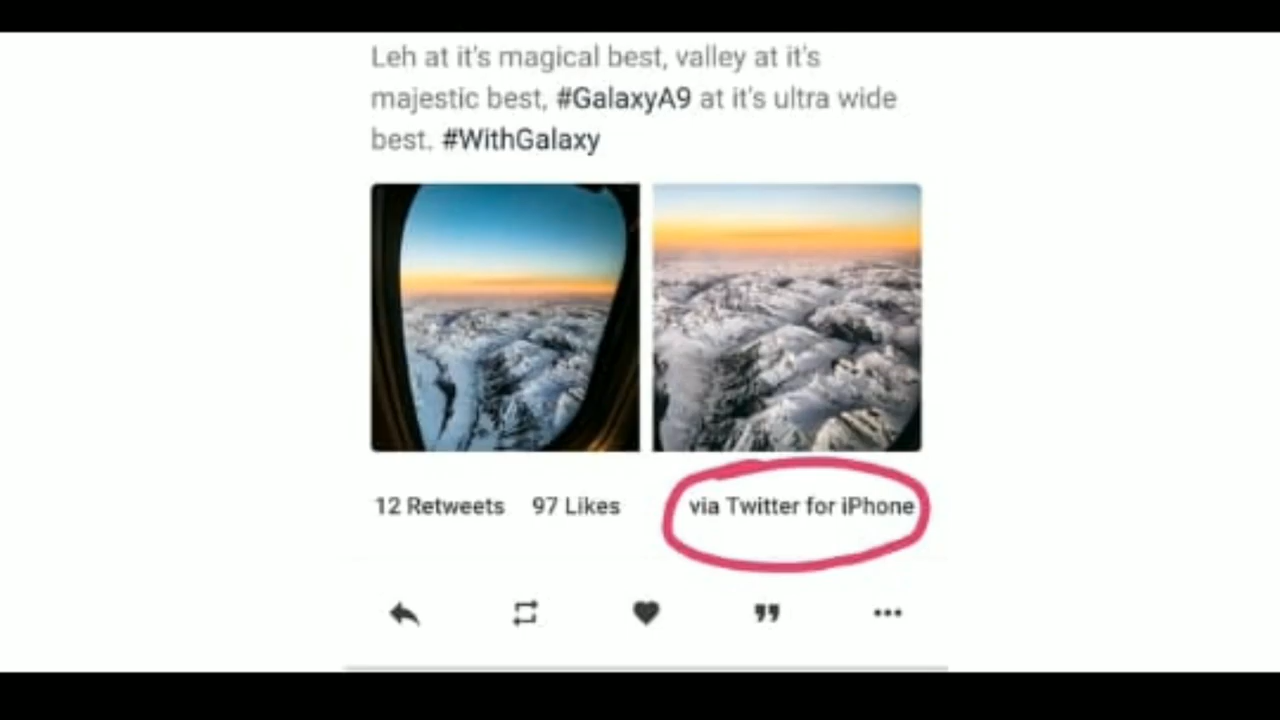 Leh at it's magical best, valley at it's
majestic best, #GalaxyA9 at it's ultra wide
best. #WithGalaxy
12 Retweets 97 Likes via Twitter for iPhone